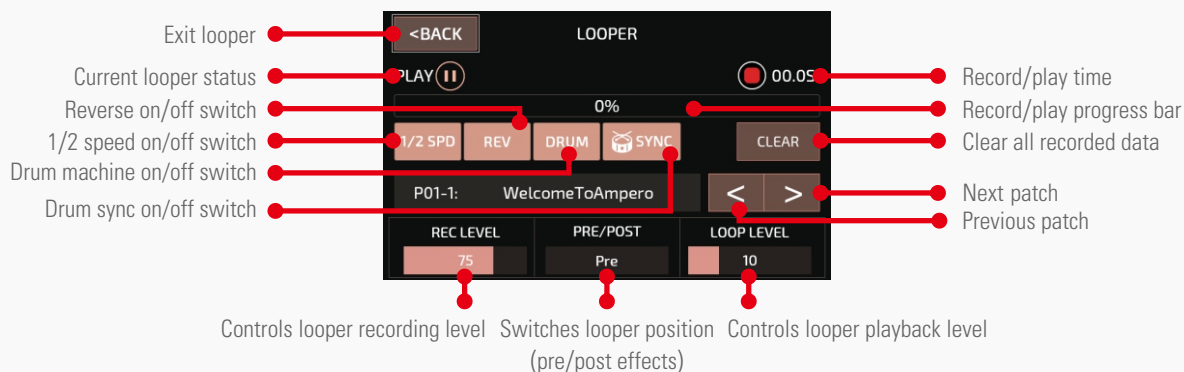 Exit looper
<BACK
LOOPER
Current looper status
PLAY
00.0S
Record/play time
Reverse on/off switch
0%
Record/play progress bar
1/2 speed on/off switch
1/2 SPD
REV
DRUM
SYNC
CLEAR
Clear all recorded data
Drum machine on/off switch
P01-1: WelcomeToAmpero
< >
Next patch
Drum sync on/off switch
Previous patch
REC LEVEL
PRE/POST
LOOP LEVEL
75
Pre
10
Controls looper recording level
Switches looper position
(pre/post effects)
Controls looper playback level